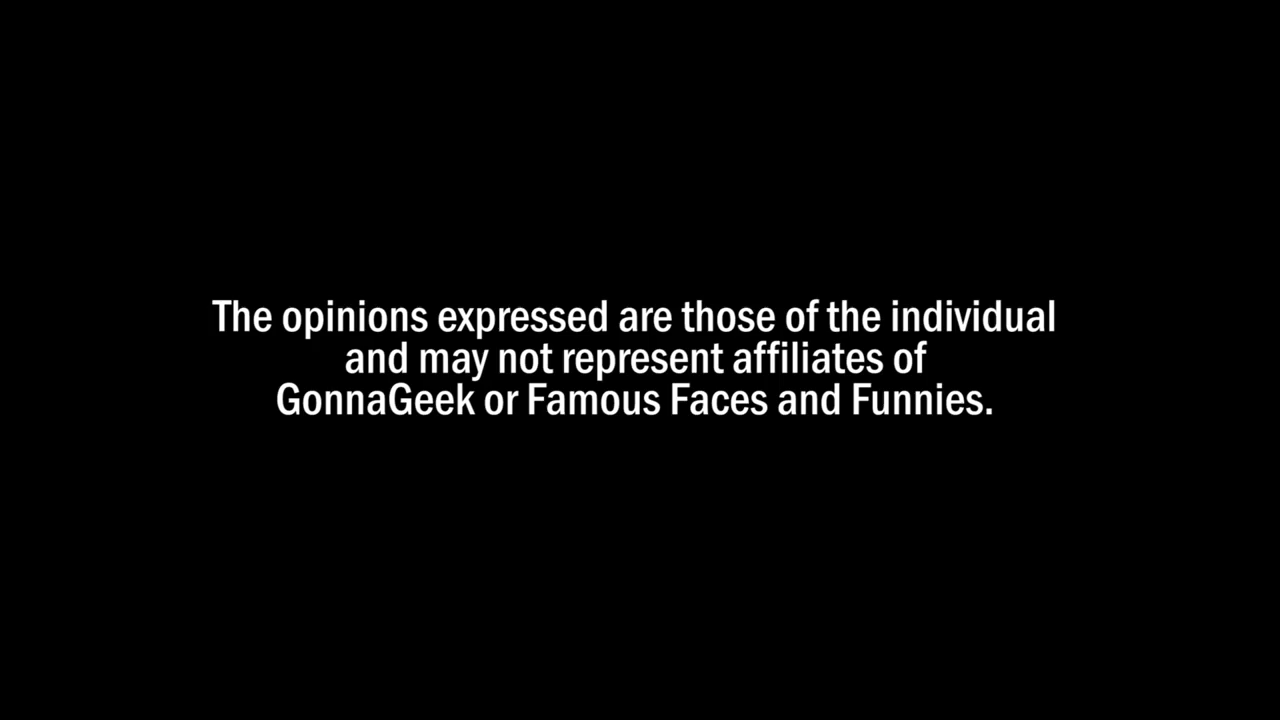 The opinions expressed are those of the individual
and may not represent affiliates of
GonnaGeek or Famous Faces and Funnies.